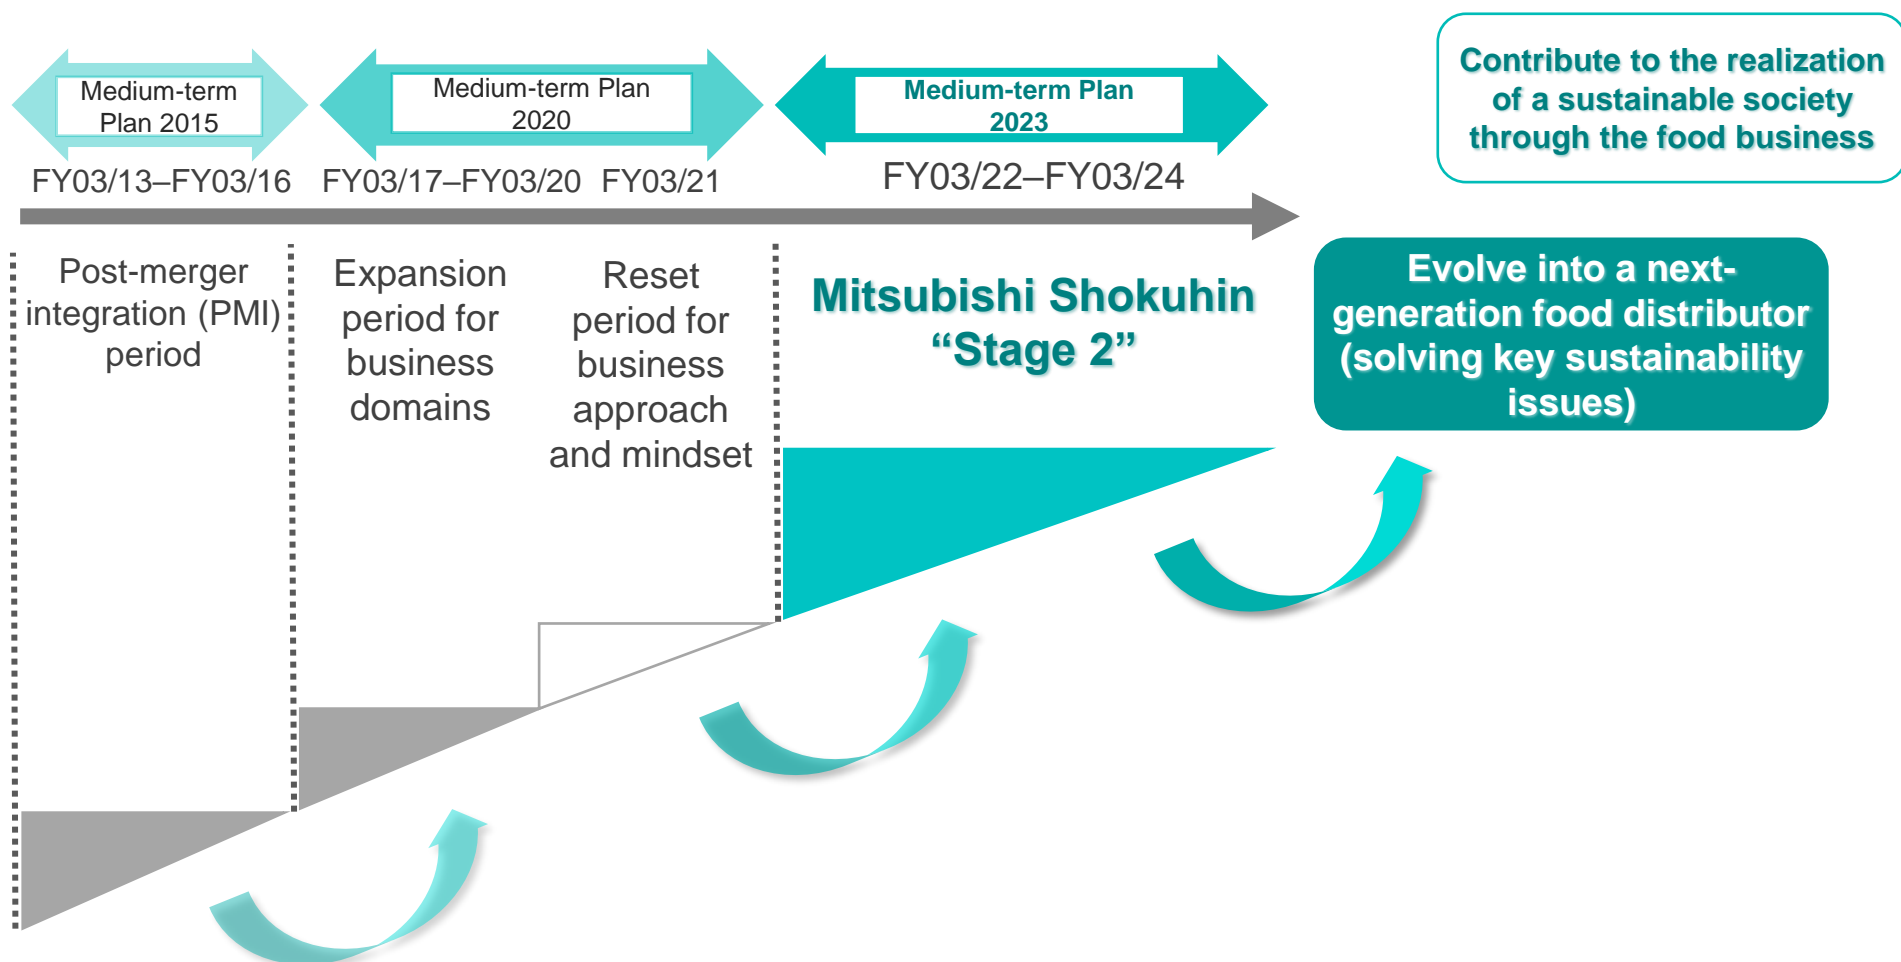 Medium-term
Plan 2015
Medium-term Plan
2020
Medium-term Plan
2023
Contribute to the realization
of a sustainable society
through the food business
FY03/13–FY03/16
FY03/17–FY03/20
FY03/21
FY03/22–FY03/24
Post-merger
integration (PMI)
period
Expansion
period for
business
domains
Reset
period for
business
approach
and mindset
Mitsubishi Shokuhin
“Stage 2”
Evolve into a next-
generation food distributor
(solving key sustainability
issues)